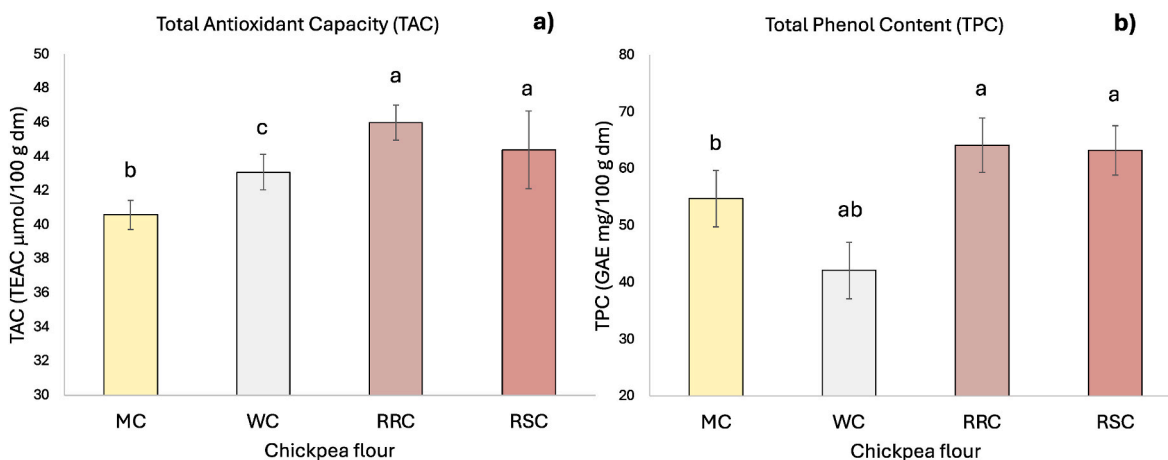 Total Antioxidant Capacity (TAC)
a)
TAC (TEAC µmol/100 g dm)
50
48
46
44
42
40
38
36
34
32
30
b
c
a
a
MC
WC
RRC
RSC
Chickpea flour
Total Phenol Content (TPC)
b)
TPC (GAE mg/100 g dm)
80
70
60
50
40
30
20
b
ab
a
a
MC
WC
RRC
RSC
Chickpea flour